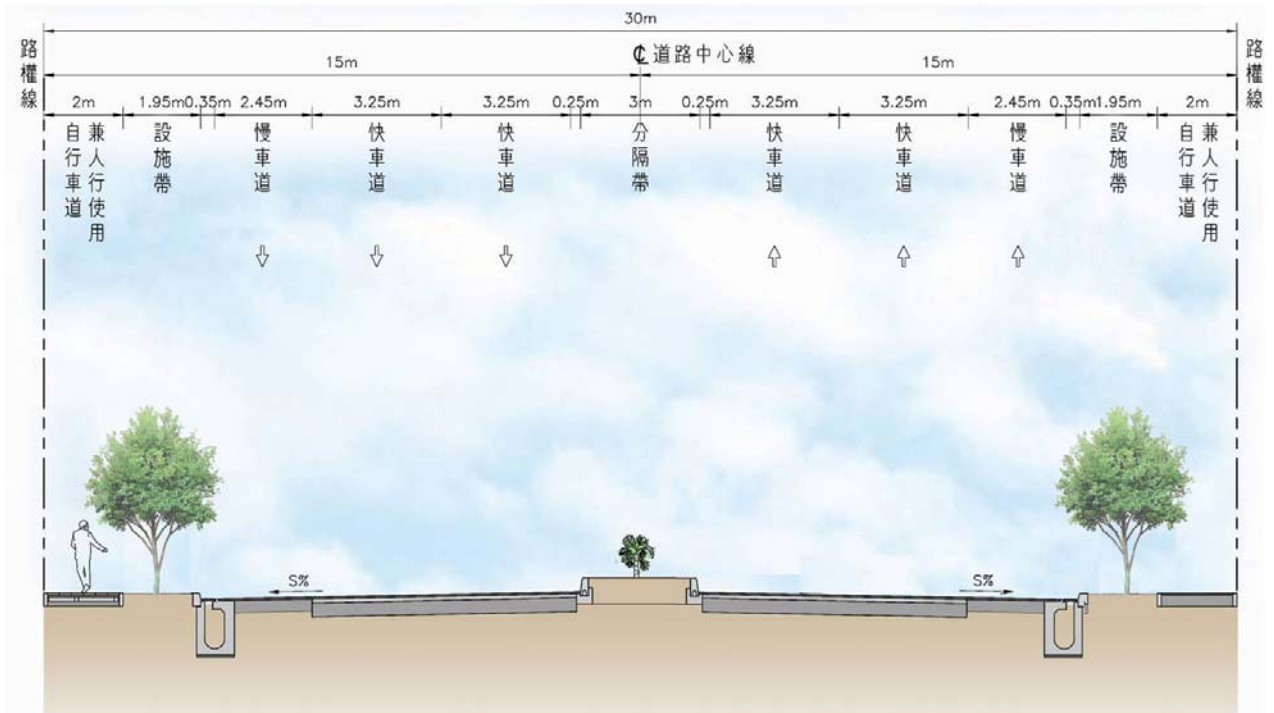 30m
路權線
℄道路中心線
路權線
15m
15m
2m
1.95m
0.35m
2.45m
3.25m
3.25m
0.25m
3m
0.25m
3.25m
3.25m
2.45m
0.35m
1.95m
2m
兼人行使用
自行車道
設施帶
慢車道
快車道
快車道
分隔帶
快車道
快車道
慢車道
設施帶
兼人行使用
自行車道
S%
S%